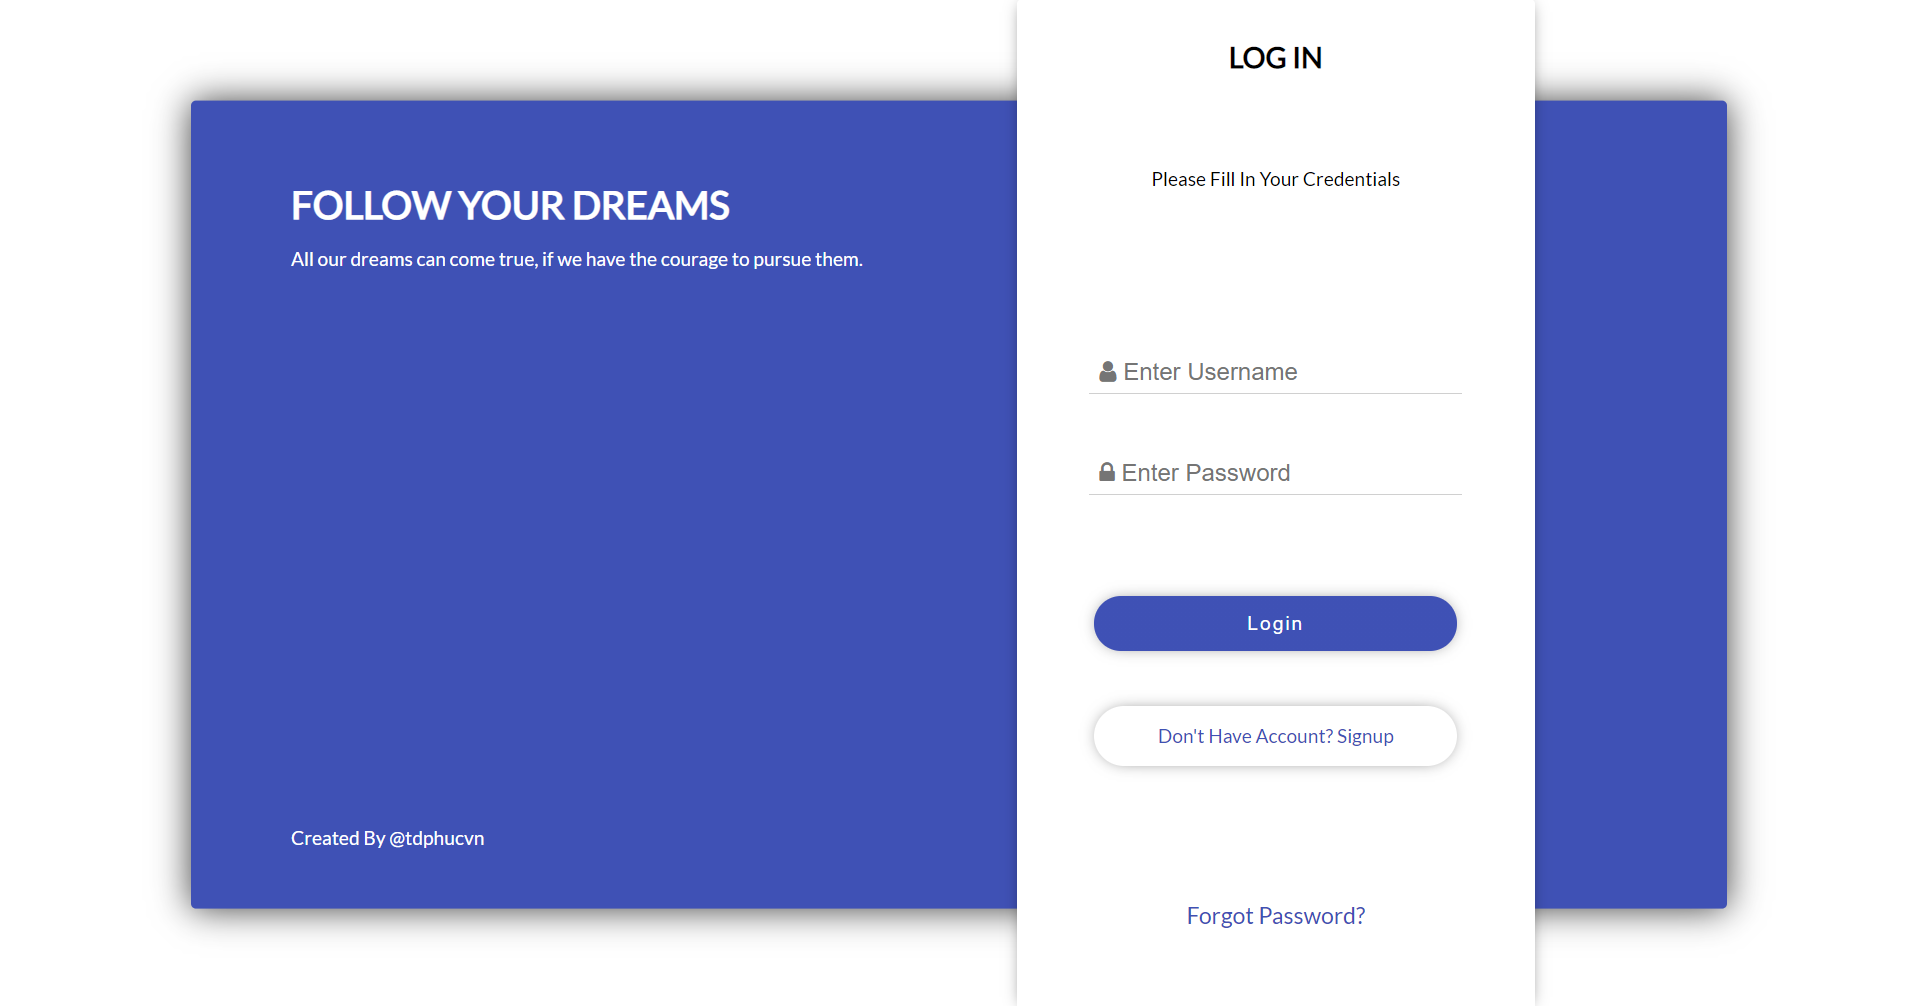 FOLLOW YOUR DREAMS
All our dreams can come true, if we have the courage to pursue them.
Created By @tdphucvn
LOG IN
Please Fill In Your Credentials
Enter Username
Enter Password
Login
Don't Have Account? Signup
Forgot Password?